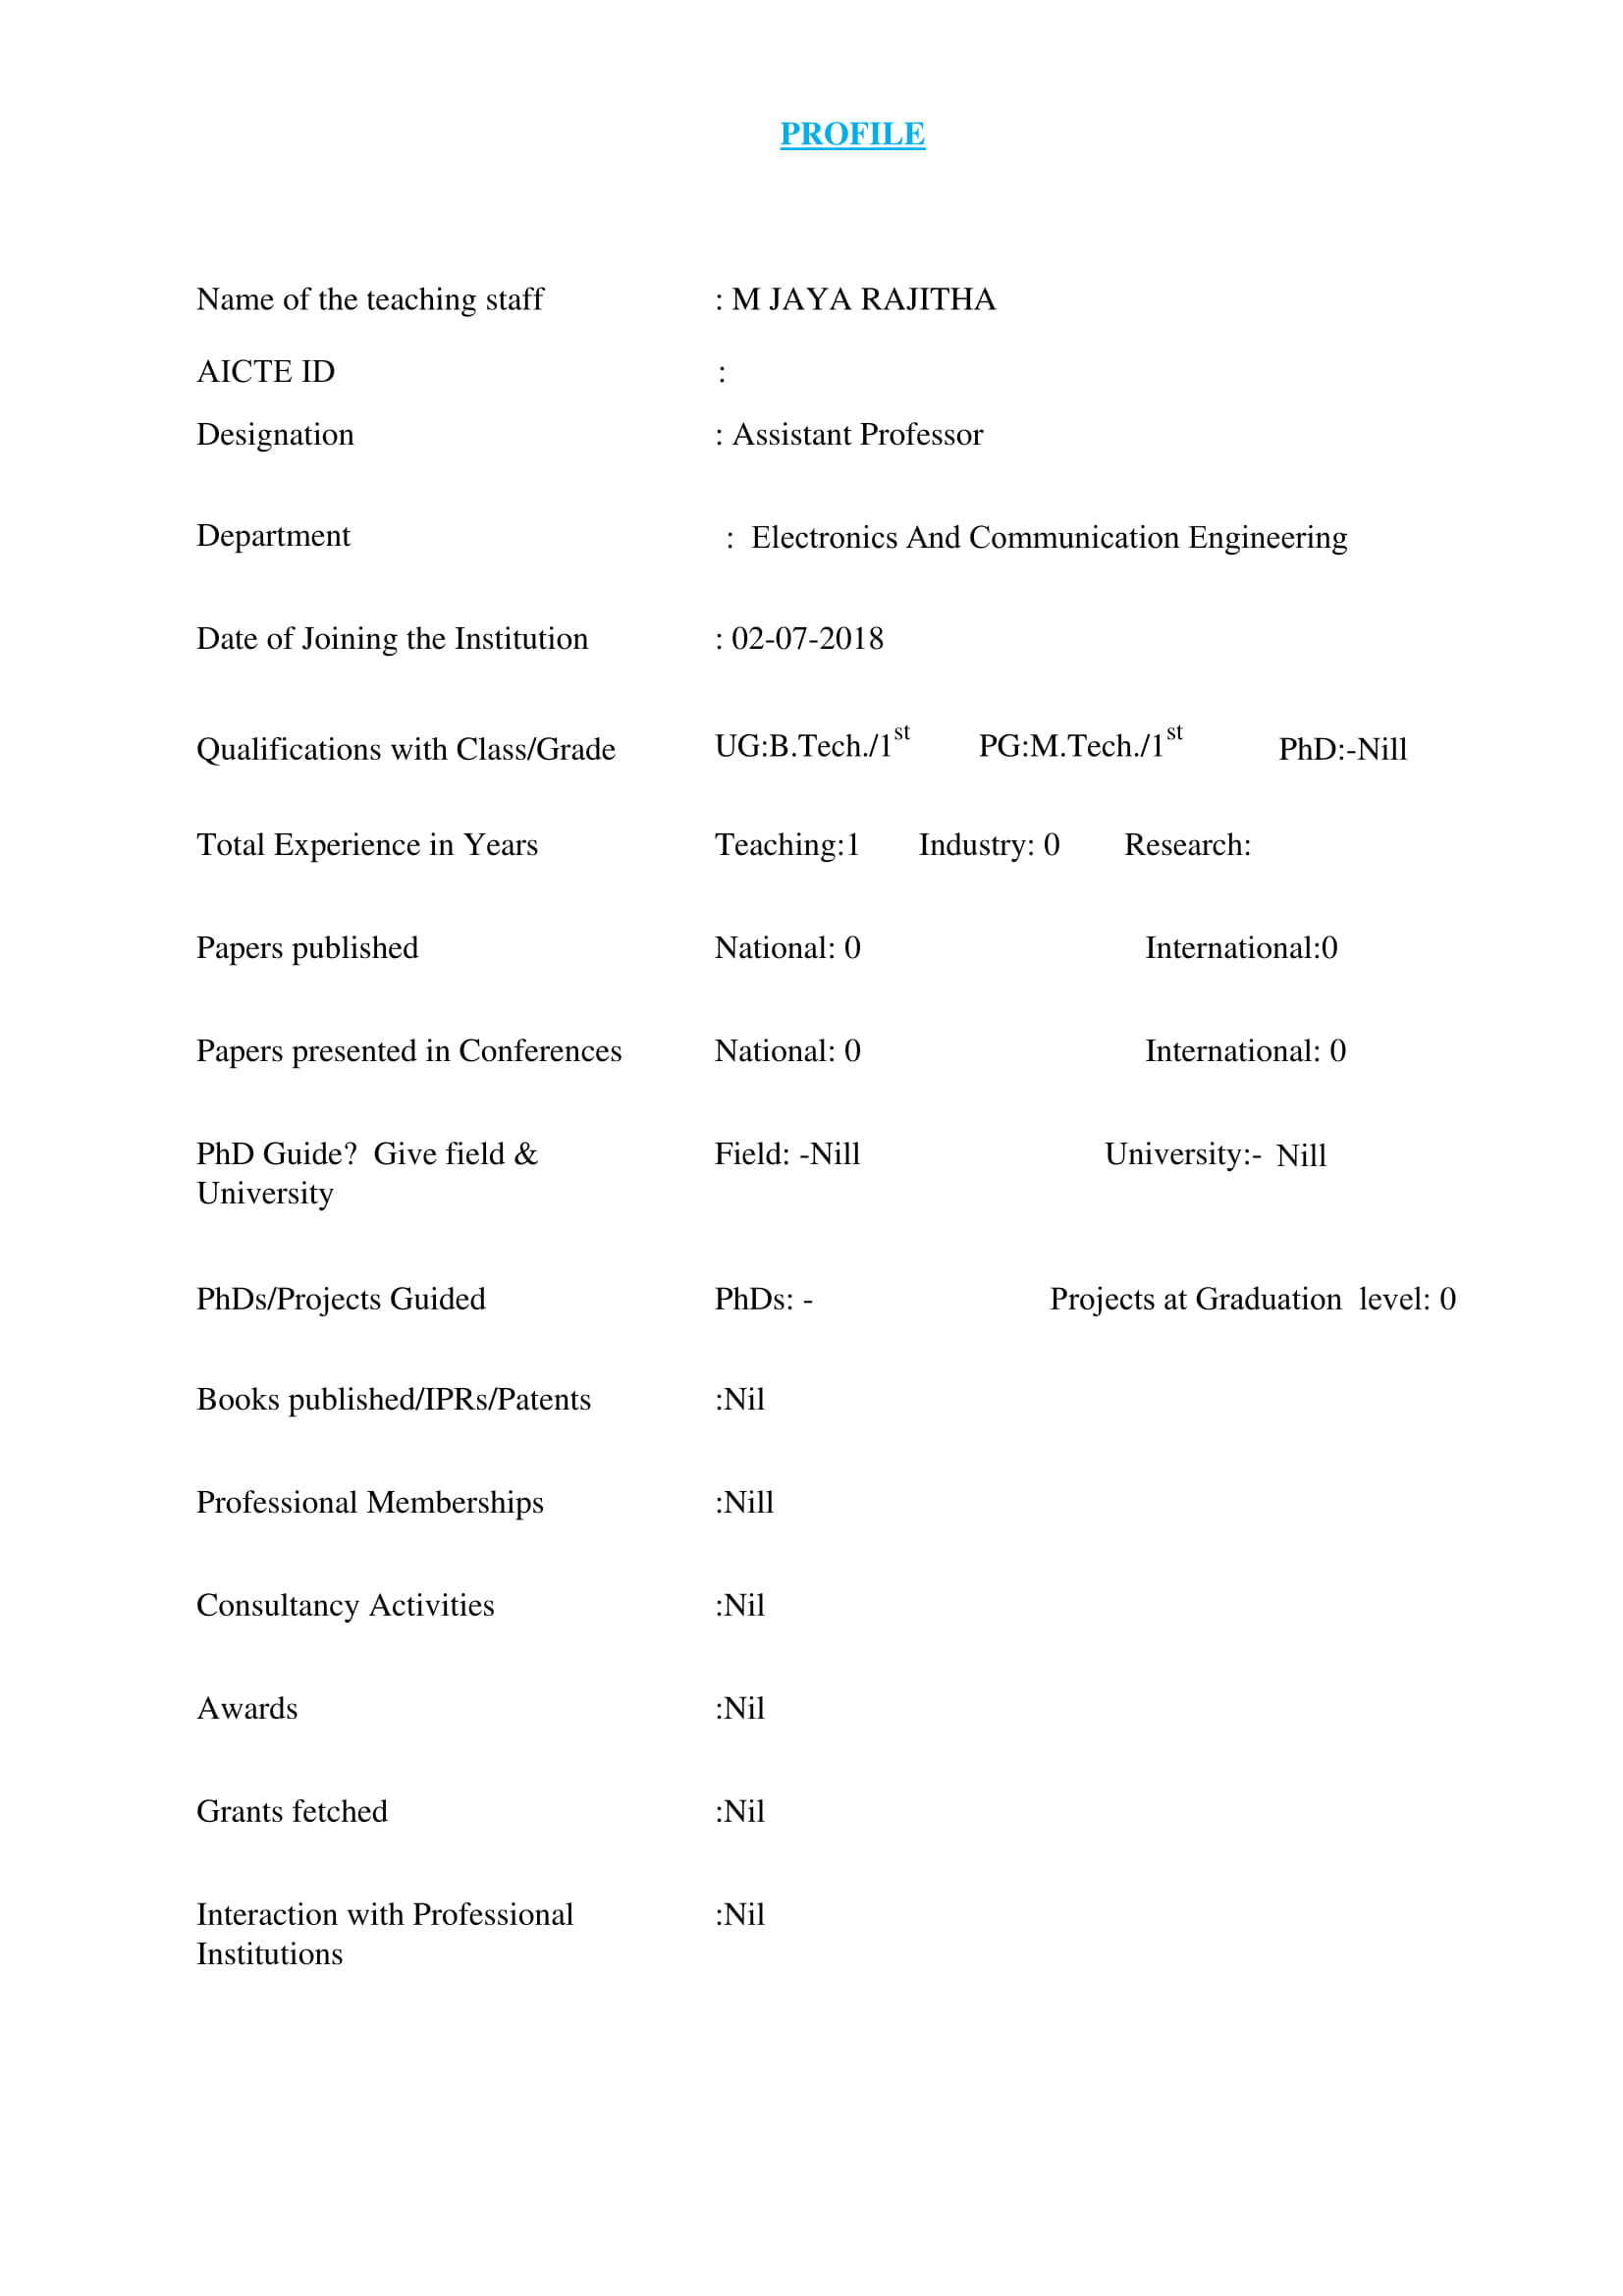 PROFILE
Name of the teaching staff : M JAYA RAJITHA
AICTE ID :
Designation : Assistant Professor
Department : Electronics And Communication Engineering
Date of Joining the Institution : 02-07-2018
Qualifications with Class/Grade UG:B.Tech./1st PG:M.Tech./1st PhD:-Nill
Total Experience in Years Teaching:1 Industry: 0 Research:
Papers published National: 0 International:0
Papers presented in Conferences National: 0 International: 0
PhD Guide? Give field & Field: -Nill University:- Nill
University
PhDs/Projects Guided PhDs: - Projects at Graduation level: 0
Books published/IPRs/Patents :Nil
Professional Memberships :Nill
Consultancy Activities :Nil
Awards :Nil
Grants fetched :Nil
Interaction with Professional :Nil
Institutions